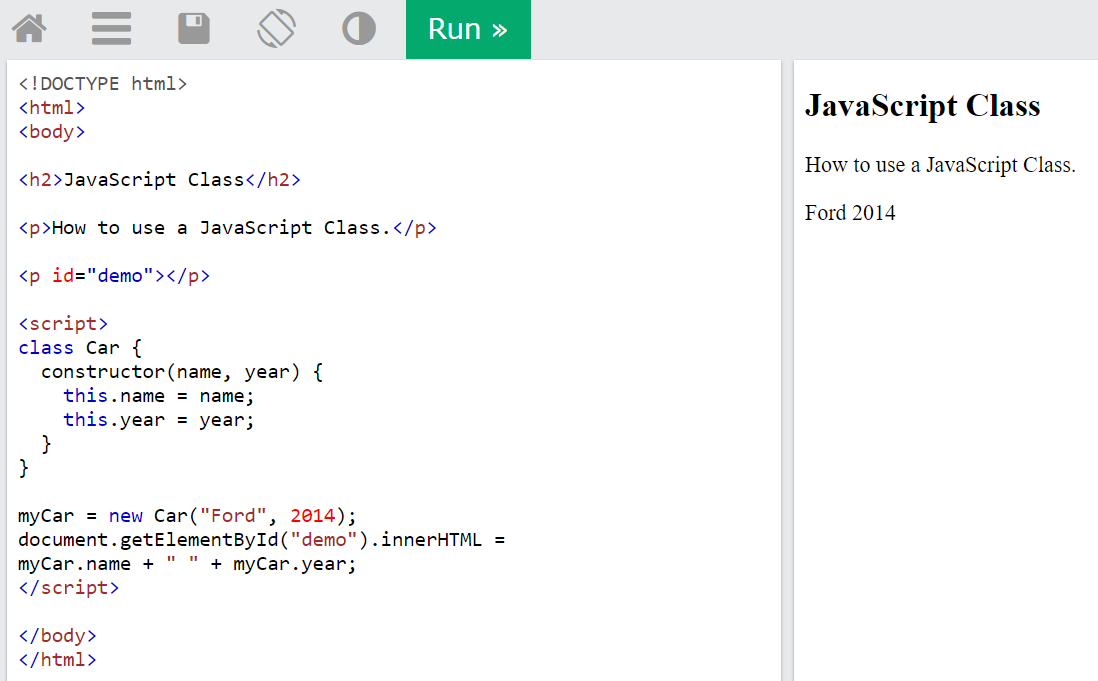 Run »
<!DOCTYPE html>
<html>
<body>
<h2>JavaScript Class</h2>
<p>How to use a JavaScript Class.</p>
<p id="demo"></p>
<script>
class Car {
  constructor(name, year) {
    this.name = name;
    this.year = year;
  }
}
myCar = new Car("Ford", 2014);
document.getElementById("demo").innerHTML =
myCar.name + " " + myCar.year;
</script>
</body>
</html>
JavaScript Class
How to use a JavaScript Class.
Ford 2014